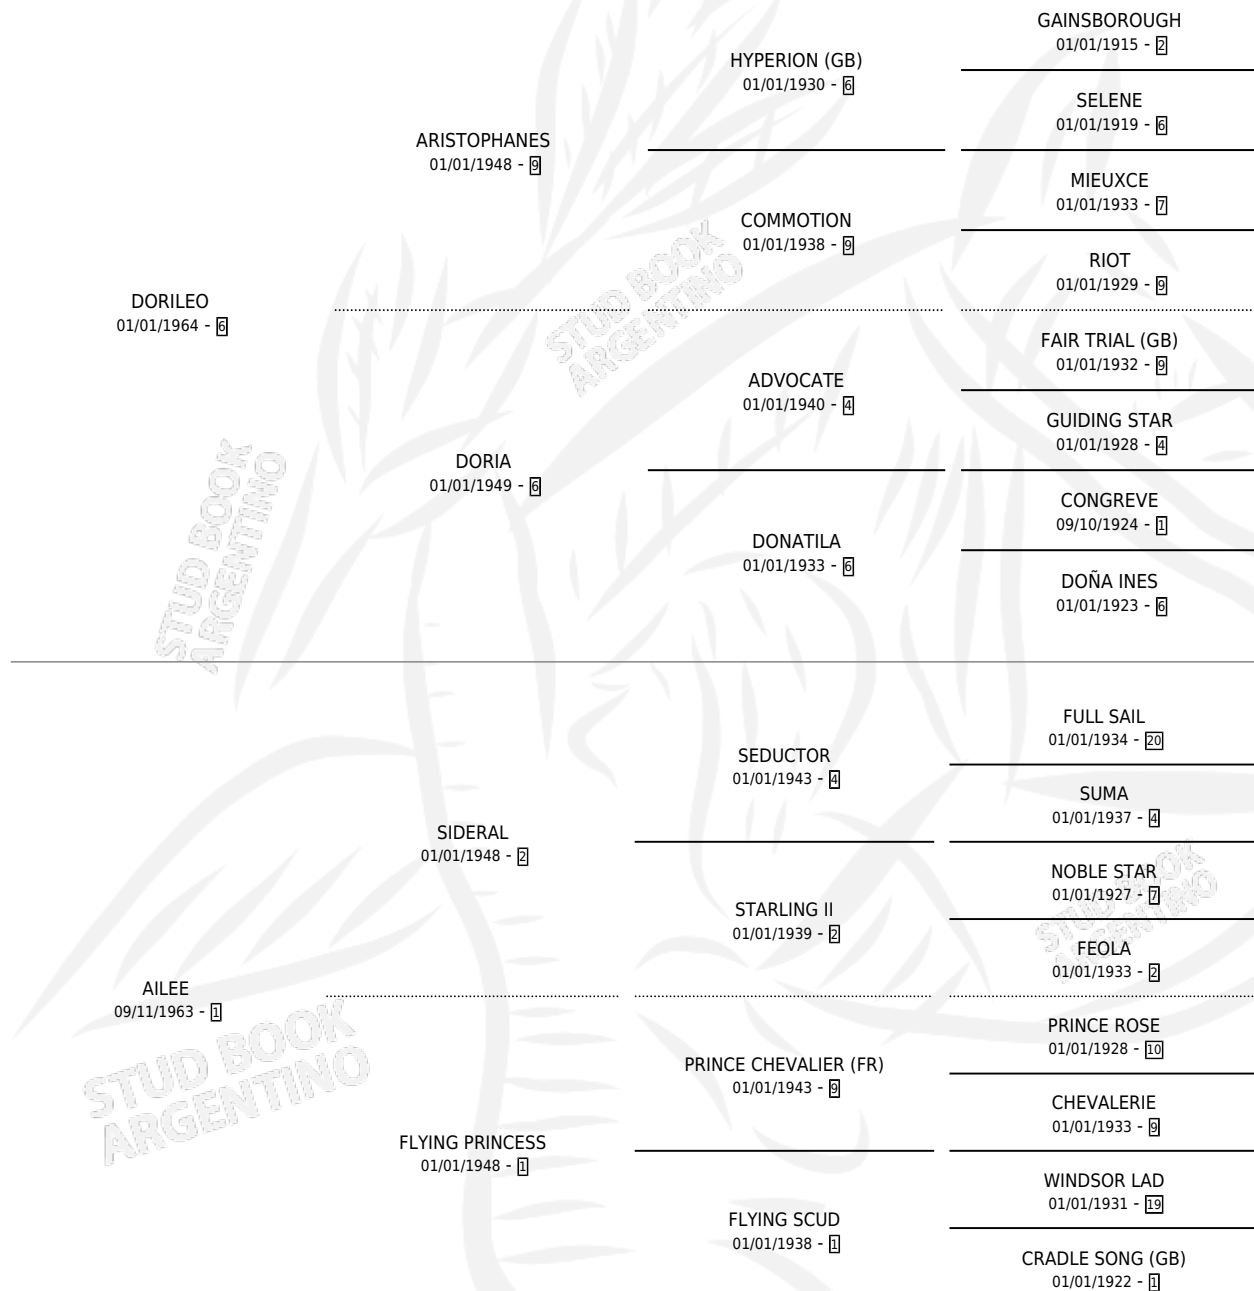 GAINSBOROUGH
01/01/1915 - 2
HYPERION (GB)
01/01/1930 - 6
SELENE
01/01/1919 - 6
ARISTOPHANES
01/01/1948 - 9
MIEUXCE
01/01/1933 - 7
COMMOTION
01/01/1938 - 9
RIOT
01/01/1929 - 9
DORILEO
01/01/1964 - 6
FAIR TRIAL (GB)
01/01/1932 - 9
ADVOCATE
01/01/1940 - 4
GUIDING STAR
01/01/1928 - 4
DORIA
01/01/1949 - 6
CONGREVE
09/10/1924 - 1
DONATILA
01/01/1933 - 6
DOÑA INES
01/01/1923 - 6
FULL SAIL
01/01/1934 - 20
SEDUCTOR
01/01/1943 - 4
SUMA
01/01/1937 - 4
SIDERAL
01/01/1948 - 2
NOBLE STAR
01/01/1927 - 7
STARLING II
01/01/1939 - 2
FEOLA
01/01/1933 - 2
AILEE
09/11/1963 - 1
PRINCE ROSE
01/01/1928 - 10
PRINCE CHEVALIER (FR)
01/01/1943 - 9
CHEVALERIE
01/01/1933 - 9
FLYING PRINCESS
01/01/1948 - 1
WINDSOR LAD
01/01/1931 - 19
FLYING SCUD
01/01/1938 - 1
CRADLE SONG (GB)
01/01/1922 - 1
STUD BOOK
ARGENTINO
STUD BOOK
ARGENTINO
STUD BOOK
ARGENTINO
STUD BOOK
ARGENTINO